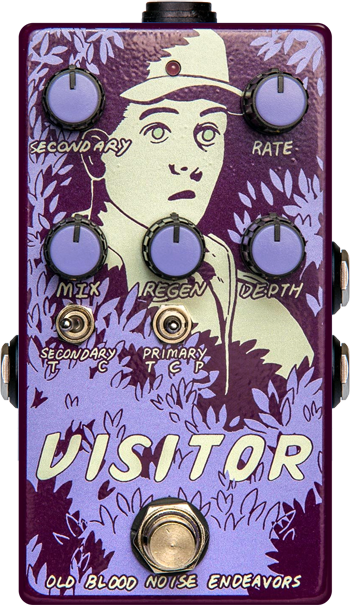 SECONDARY RATE
MIX REGEN DEPTH
SECONDARY PRIMARY
T C T C P
VISITOR
OLD BLOOD NOISE ENDEAVORS